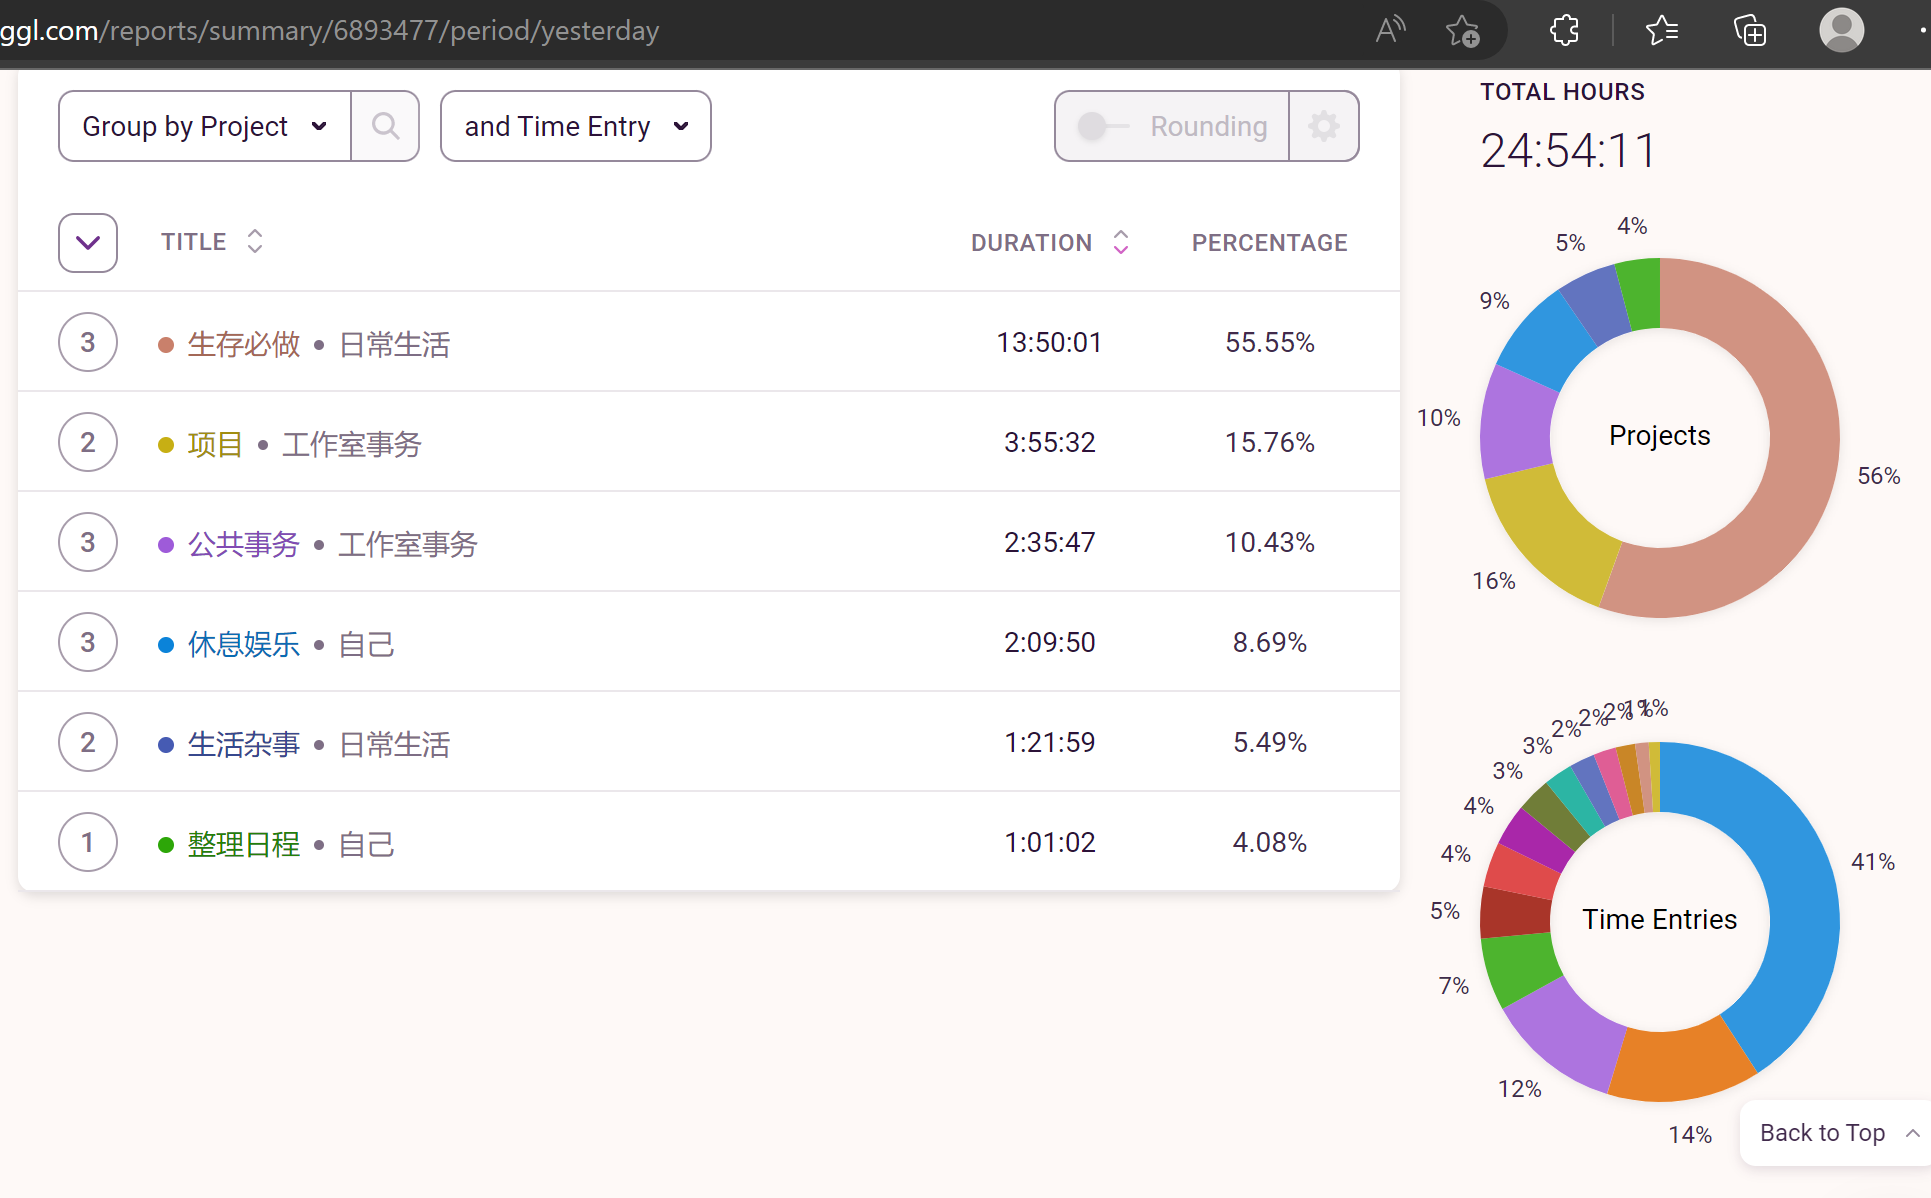 ggl.com/reports/summary/6893477/period/yesterday
Group by Project
and Time Entry
Rounding
TITLE
DURATION
PERCENTAGE
3 生存必做 • 日常生活 13:50:01 55.55%
2 项目 • 工作室事务 3:55:32 15.76%
3 公共事务 • 工作室事务 2:35:47 10.43%
3 休息娱乐 • 自己 2:09:50 8.69%
2 生活杂事 • 日常生活 1:21:59 5.49%
1 整理日程 • 自己 1:01:02 4.08%
TOTAL HOURS
24:54:11
4%
5%
9%
10%
Projects
56%
16%
1%
1%
2%
2%
2%
3%
3%
4%
4%
41%
5%
Time Entries
7%
12%
14%
Back to Top